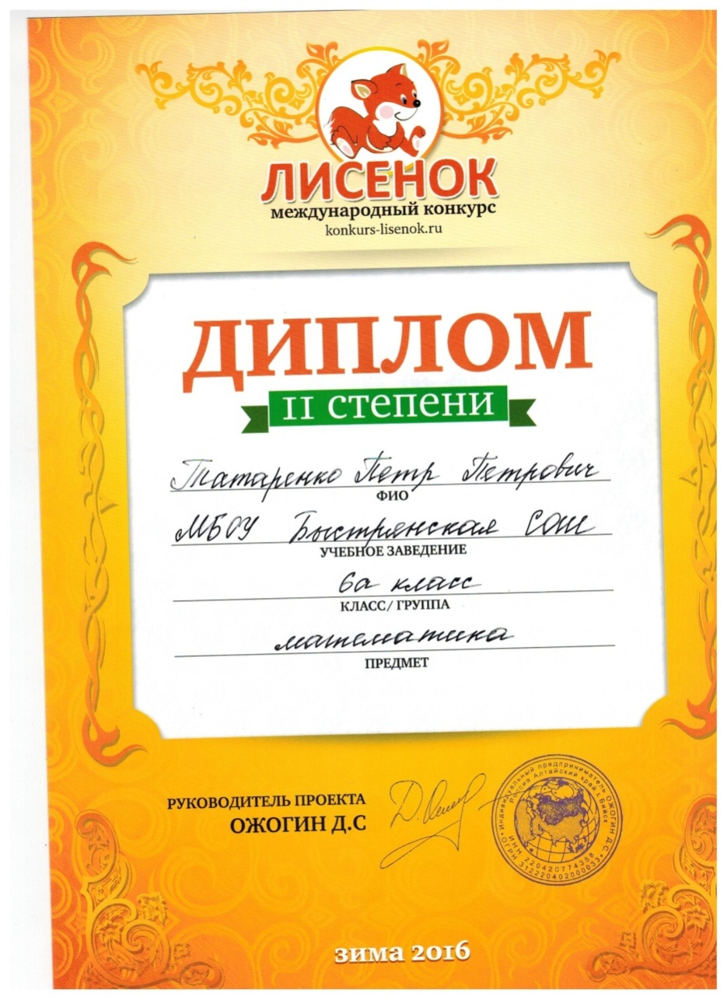 ЛИСЕНОК
международный конкурс
konkurs-lisenok.ru
ДИПЛОМ
II степени
Татаренко Петр Петрович
ФИО
МБОУ Быстрянская СОШ
УЧЕБНОЕ ЗАВЕДЕНИЕ
6а класс
КЛАСС/ ГРУППА
математика
ПРЕДМЕТ
РУКОВОДИТЕЛЬ ПРОЕКТА
ОЖОГИН Д.С
Индивидуальный предприниматель ОЖОГИН Д.С.
Россия Алтайский край г.Бийск
ИНН 220420774358
ОГРН 312220402000033
зима 2016